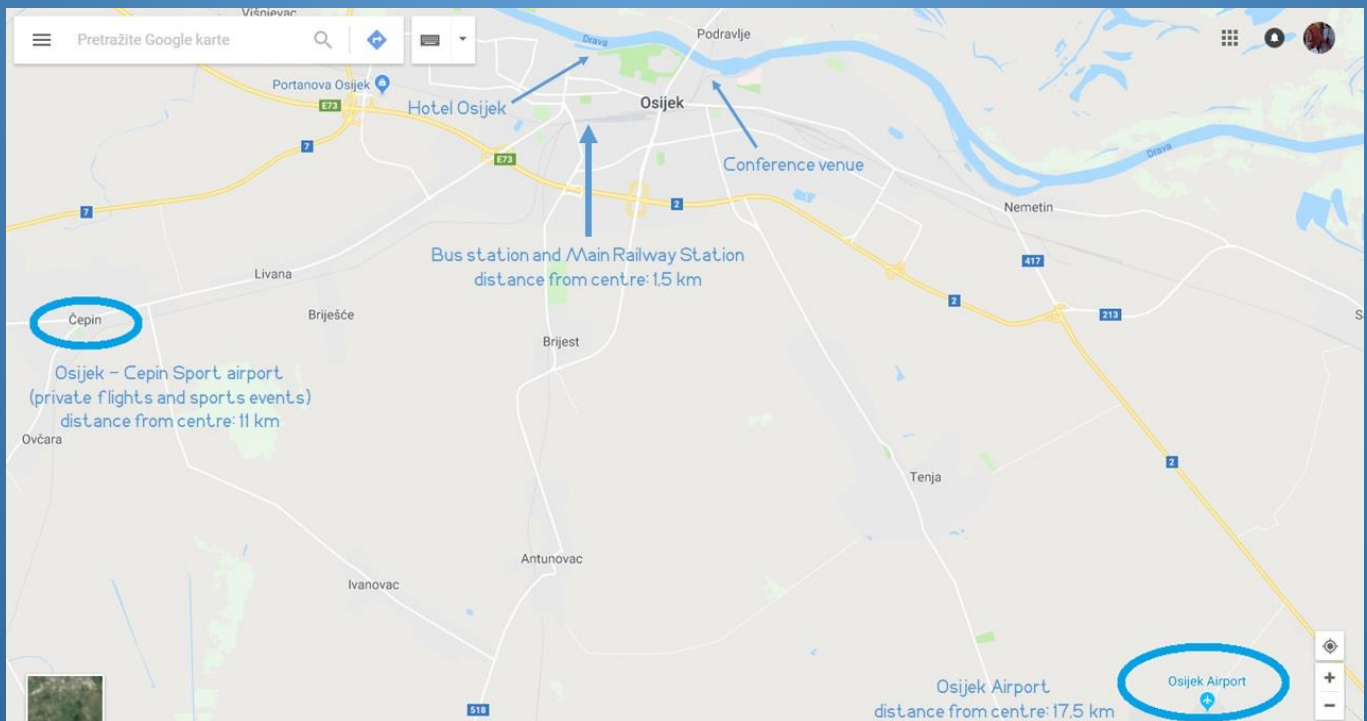 Višnjevac
Pretražite Google karte
Drava
Podravlje
Portanova Osijek
Hotel Osijek
Osijek
E73
7
E73
Conference venue
Drava
7
2
Nemetin
Bus station and Main Railway Station
distance from centre: 1,5 km
417
Livana
2
213
Čepin
Briješće
Brijest
Osijek – Cepin Sport airport
(private flights and sports events)
distance from centre: 11 km
Ovčara
2
Tenja
Antunovac
Ivanovac
Osijek Airport
distance from centre: 17,5 km
Osijek Airport
518